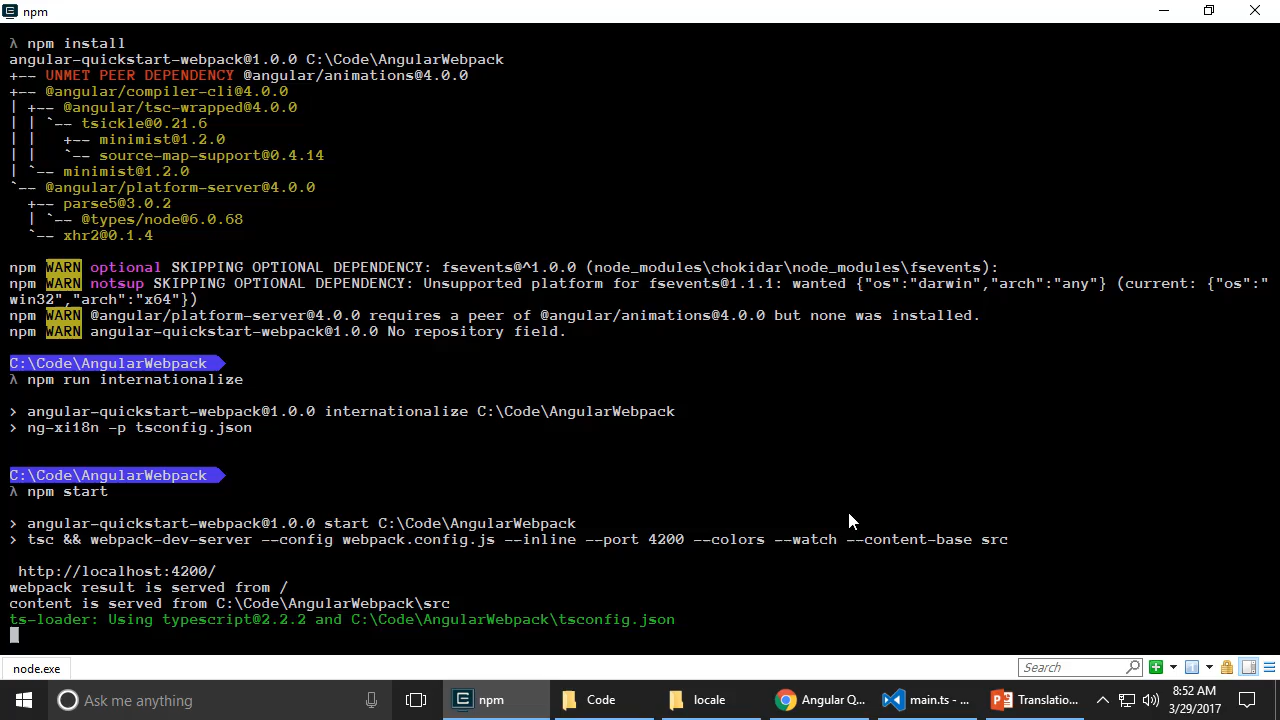 npm
λ npm install
angular-quickstart-webpack@1.0.0 C:\Code\AngularWebpack
+-- UNMET PEER DEPENDENCY @angular/animations@4.0.0
+-- @angular/compiler-cli@4.0.0
| +-- @angular/tsc-wrapped@4.0.0
| | `-- tsickle@0.21.6
| |   +-- minimist@1.2.0
| |   `-- source-map-support@0.4.14
| `-- minimist@1.2.0
`-- @angular/platform-server@4.0.0
  +-- parse5@3.0.2
  | `-- @types/node@6.0.68
  `-- xhr2@0.1.4
npm WARN optional SKIPPING OPTIONAL DEPENDENCY: fsevents@^1.0.0 (node_modules\chokidar\node_modules\fsevents):
npm WARN notsup SKIPPING OPTIONAL DEPENDENCY: Unsupported platform for fsevents@1.1.1: wanted {"os":"darwin","arch":"any"} (current: {"os":"
win32","arch":"x64"})
npm WARN @angular/platform-server@4.0.0 requires a peer of @angular/animations@4.0.0 but none was installed.
npm WARN angular-quickstart-webpack@1.0.0 No repository field.
C:\Code\AngularWebpack
λ npm run internationalize
> angular-quickstart-webpack@1.0.0 internationalize C:\Code\AngularWebpack
> ng-xi18n -p tsconfig.json
C:\Code\AngularWebpack
λ npm start
> angular-quickstart-webpack@1.0.0 start C:\Code\AngularWebpack
> tsc && webpack-dev-server --config webpack.config.js --inline --port 4200 --colors --watch --content-base src
http://localhost:4200/
webpack result is served from /
content is served from C:\Code\AngularWebpack\src
ts-loader: Using typescript@2.2.2 and C:\Code\AngularWebpack\tsconfig.json
node.exe
Search
Ask me anything
npm
Code
locale
Angular Q...
main.ts - ...
Translatio...
8:52 AM
3/29/2017